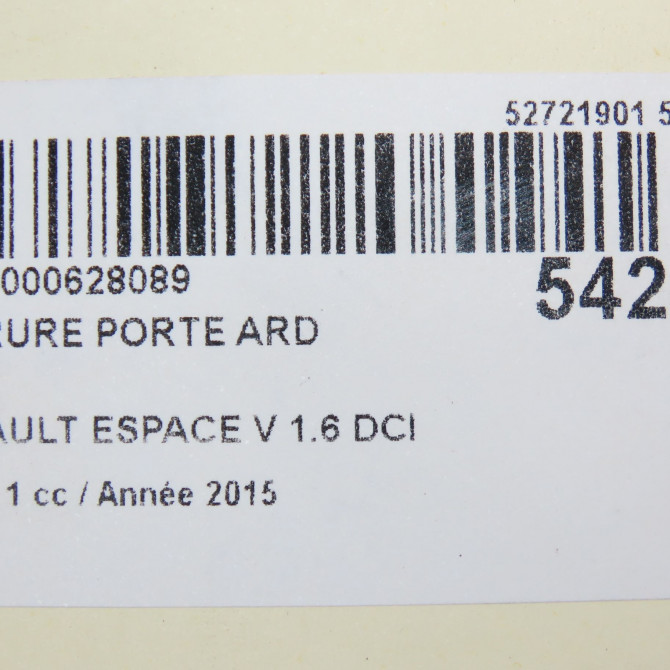 52721901 5
000628089
542
RURE PORTE ARD
AULT ESPACE V 1.6 DCI
1 cc / Année 2015